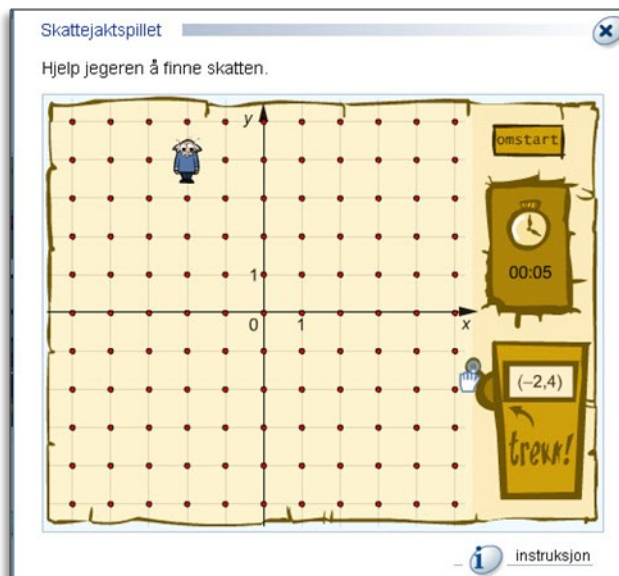 Skattejaktspillet
Hjelp jegeren å finne skatten.
y
omstart
00:05
1
0 1 x
(−2,4)
trekk!
instruksjon